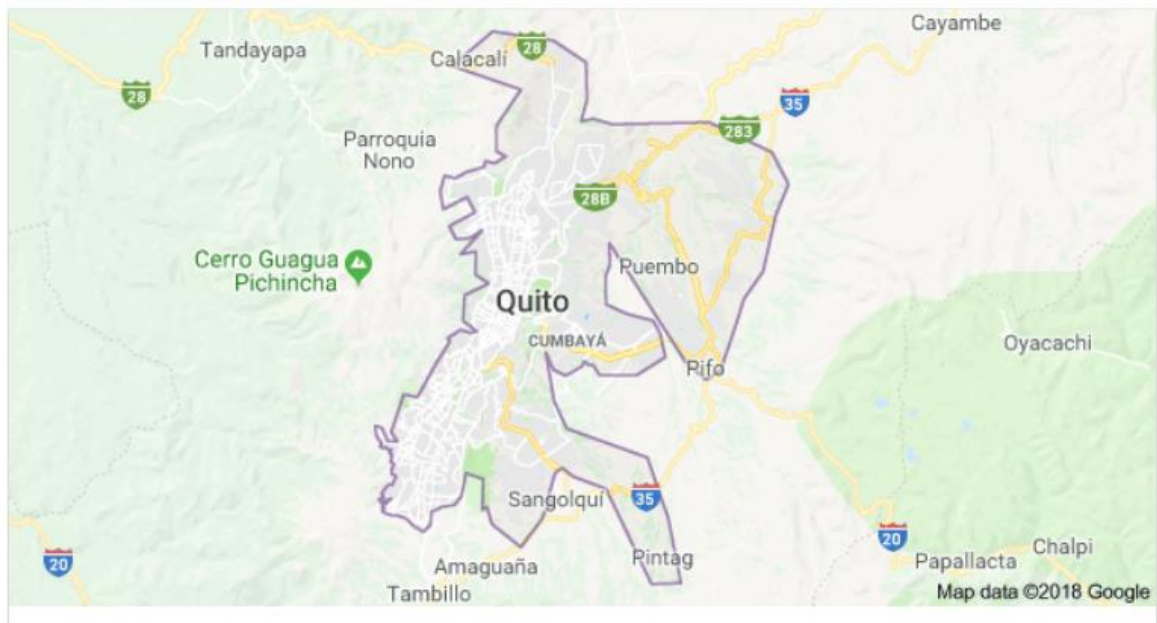 Cayambe
Tandayapa
Calacalí
28
28
35
283
Parroquia
Nono
28B
Cerro Guagua
Pichincha
Puembo
Quito
CUMBAYÁ
Oyacachi
Pifo
Sangolquí
35
20
20
Pintag
Amaguaña
Chalpi
Papallacta
Tambillo
Map data ©2018 Google